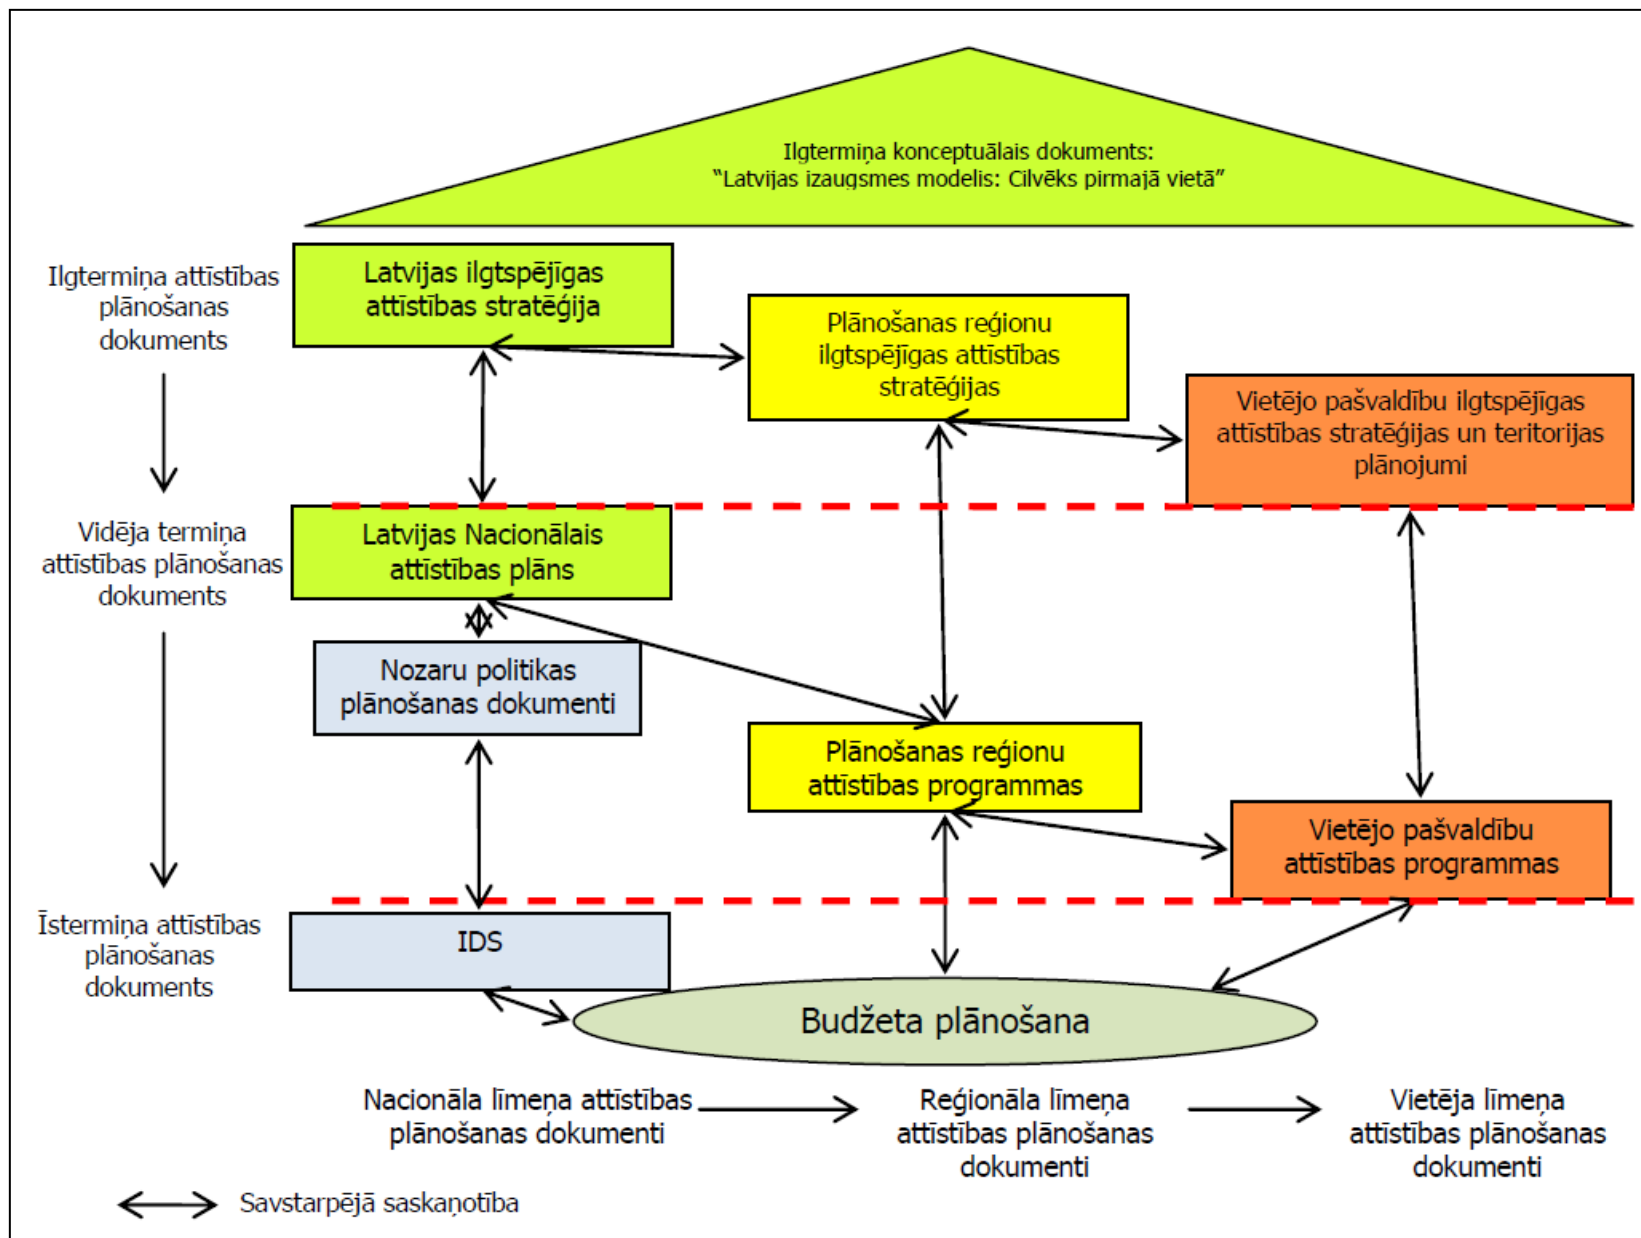 Ilgtermiņa konceptuālais dokuments:
“Latvijas izaugsmes modelis: Cilvēks pirmajā vietā”
Ilgtermiņa attīstības
plānošanas
dokuments
Latvijas ilgtspējīgas
attīstības stratēģija
Plānošanas reģionu
ilgtspējīgas attīstības
stratēģijas
Vietējo pašvaldību ilgtspējīgas
attīstības stratēģijas un teritorijas
plānojumi
Vidēja termiņa
attīstības plānošanas
dokuments
Latvijas Nacionālais
attīstības plāns
Nozaru politikas
plānošanas dokumenti
Plānošanas reģionu
attīstības programmas
Vietējo pašvaldību
attīstības programmas
Īstermiņa attīstības
plānošanas
dokuments
IDS
Budžeta plānošana
Nacionāla līmeņa attīstības
plānošanas dokumenti
Reģionāla līmeņa
attīstības plānošanas
dokumenti
Vietēja līmeņa
attīstības plānošanas
dokumenti
Savstarpējā saskaņotība